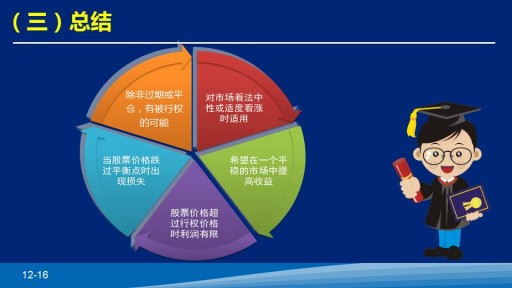 （三）总结
除非过期或平
仓，有被行权
的可能
对市场看法中
性或适度看涨
时适用
希望在一个平
稳的市场中提
高收益
股票价格超
过行权价格
时利润有限
当股票价格跌
过平衡点时出
现损失
12-16